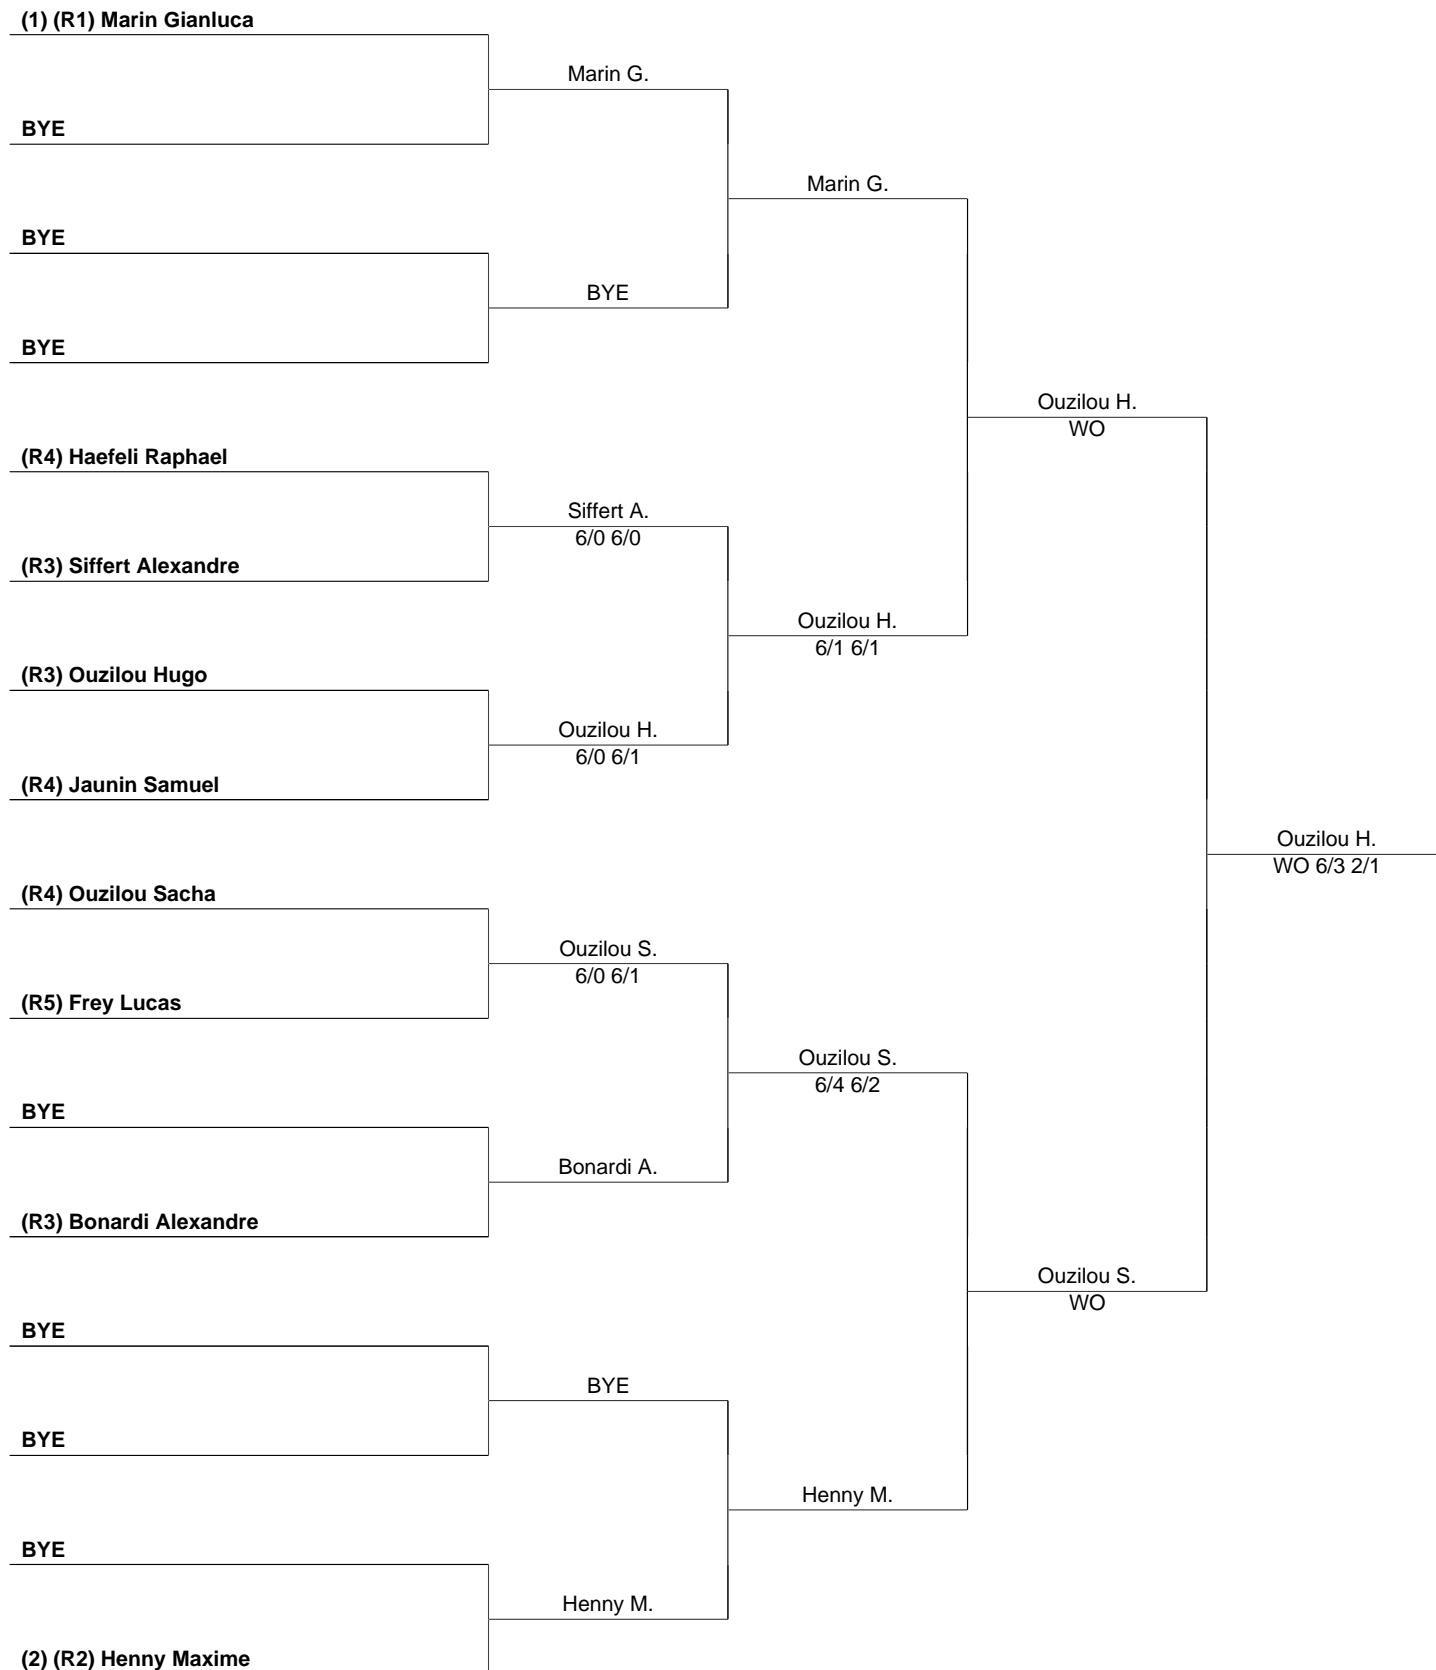 (1) (R1) Marin Gianluca
Marin G.
BYE
Marin G.
BYE
BYE
BYE
Ouzilou H.
WO
(R4) Haefeli Raphael
Siffert A.
6/0 6/0
(R3) Siffert Alexandre
Ouzilou H.
6/1 6/1
(R3) Ouzilou Hugo
Ouzilou H.
6/0 6/1
(R4) Jaunin Samuel
Ouzilou H.
WO 6/3 2/1
(R4) Ouzilou Sacha
Ouzilou S.
6/0 6/1
(R5) Frey Lucas
Ouzilou S.
6/4 6/2
BYE
Bonardi A.
(R3) Bonardi Alexandre
Ouzilou S.
WO
BYE
BYE
BYE
Henny M.
BYE
Henny M.
(2) (R2) Henny Maxime